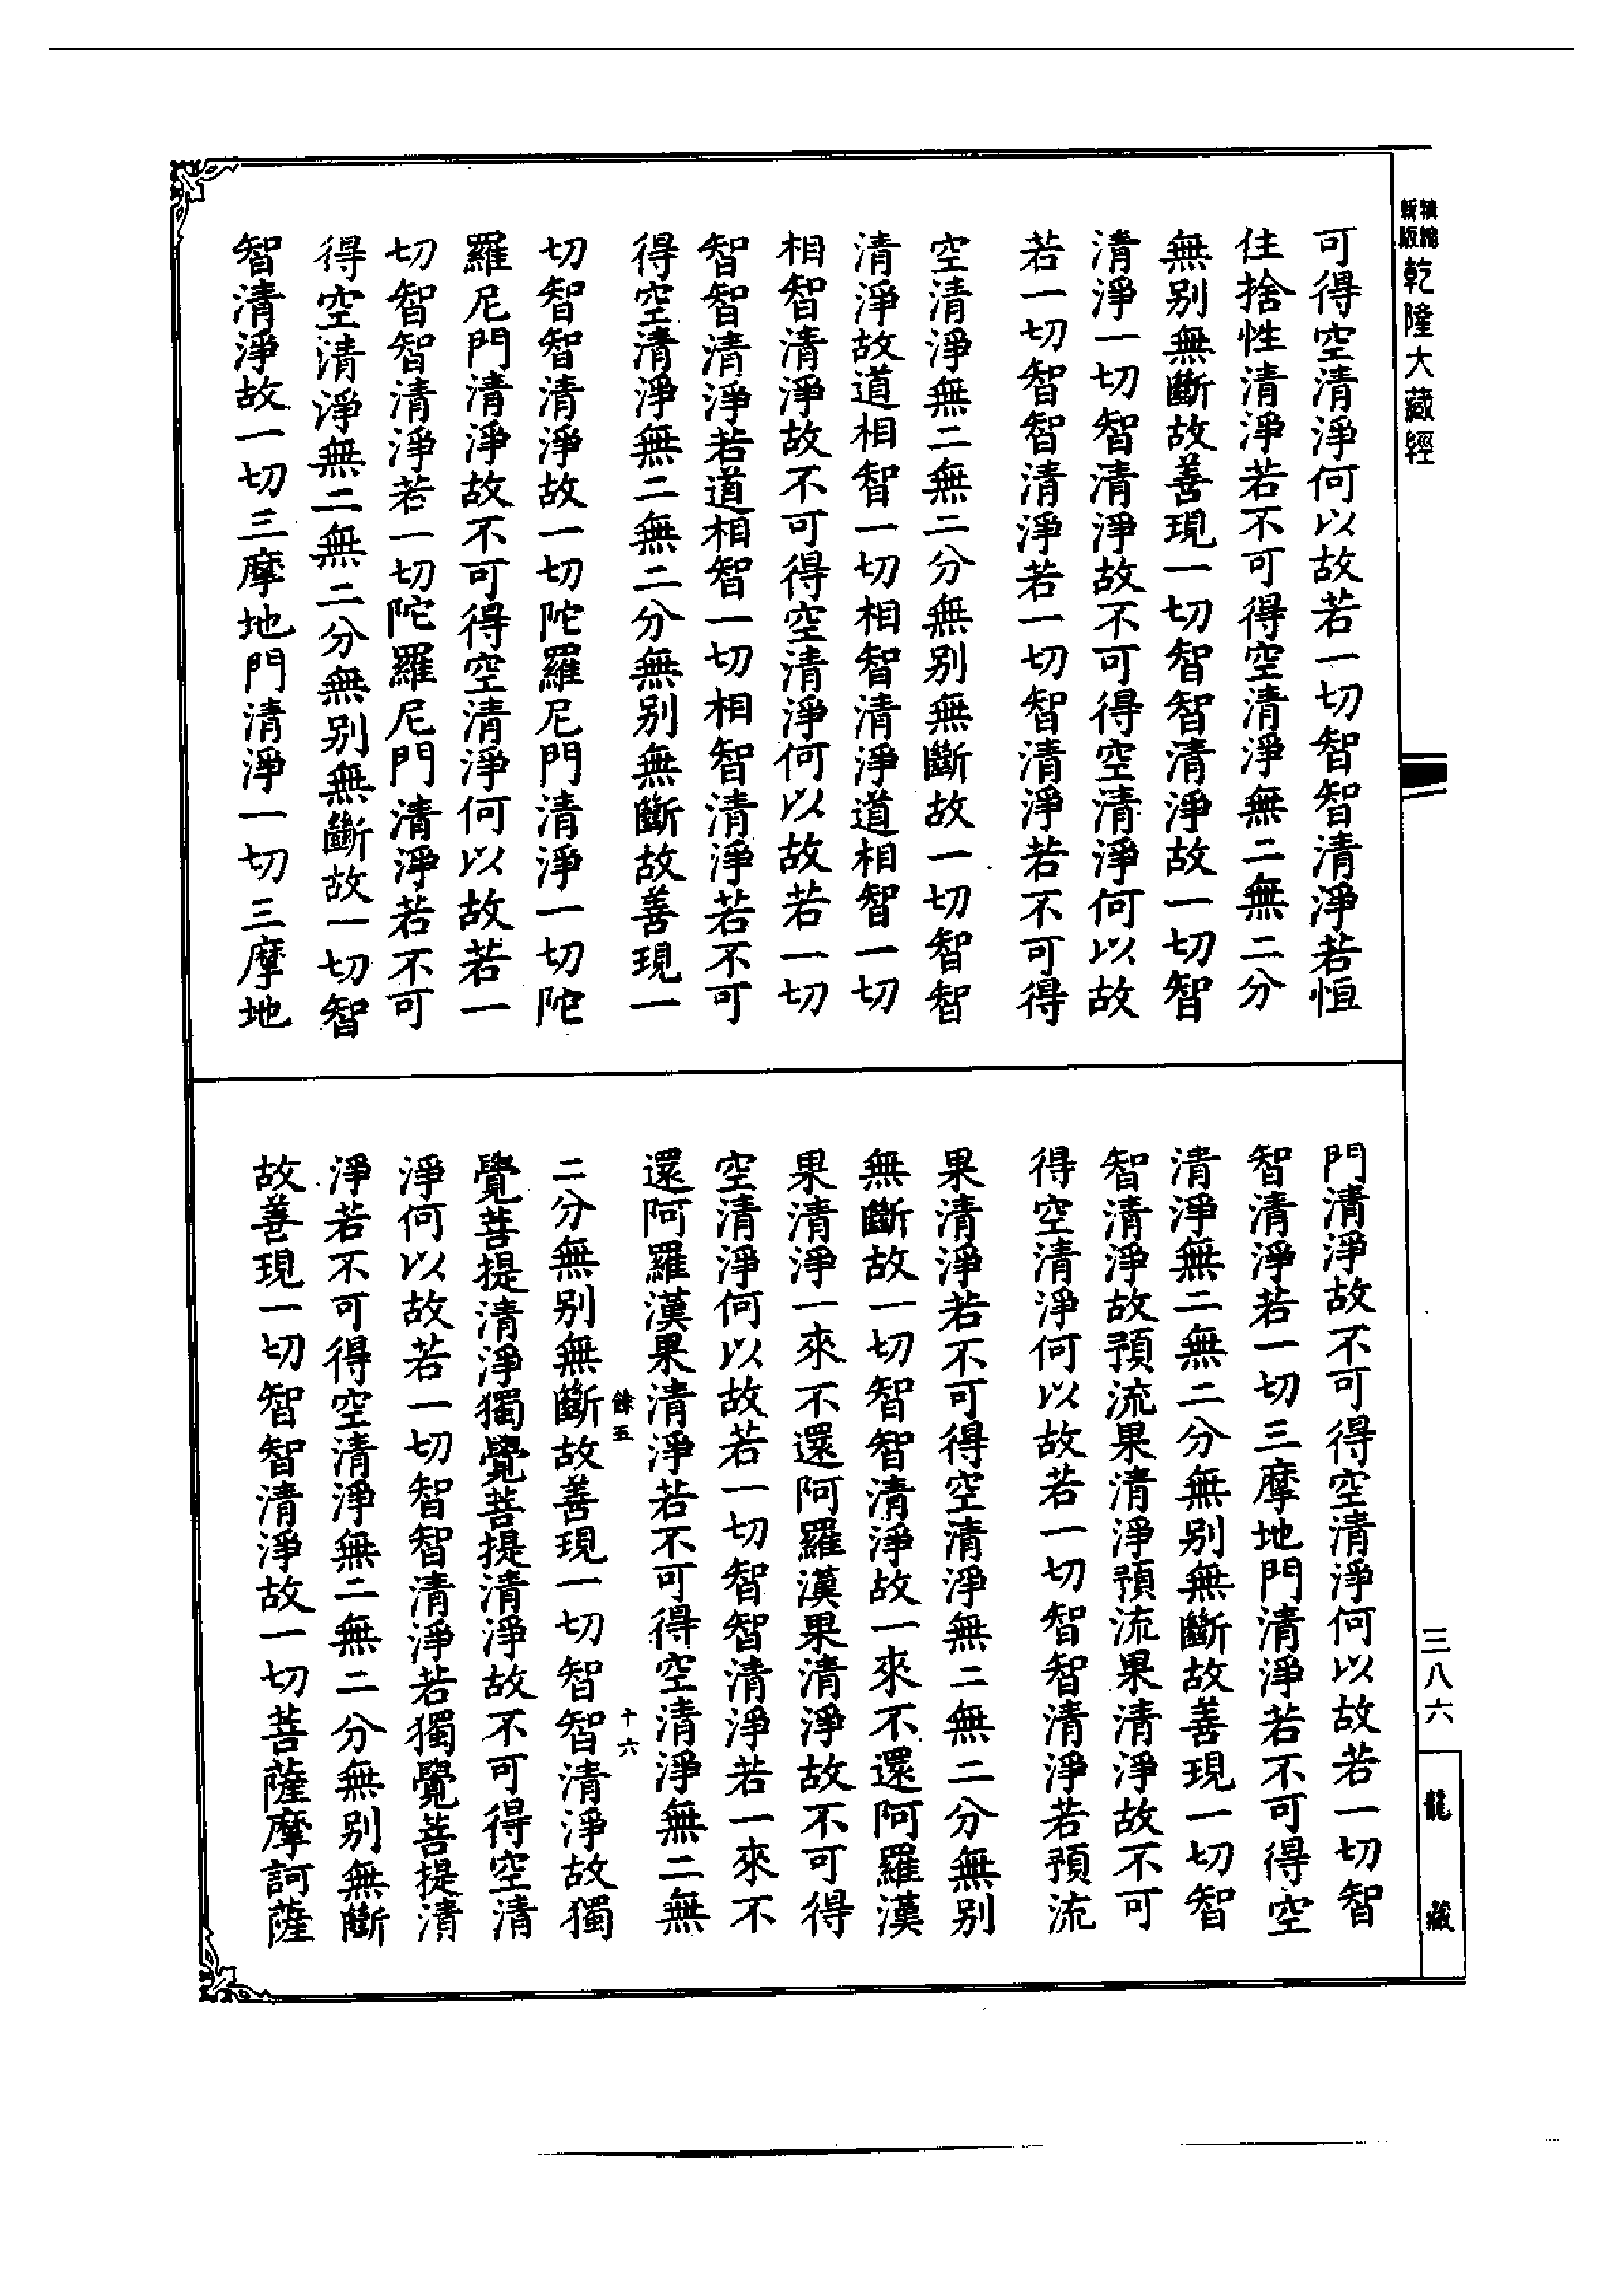 精縮
新版
乾隆大藏經
可得空清淨何以故若一切智智清淨若恒
住捨性清淨若不可得空清淨無二無二分
無別無斷故善現一切智智清淨故一切智
清淨一切智清淨故不可得空清淨何以故
若一切智智清淨若一切智清淨若不可得
空清淨無二無二分無別無斷故一切智智
清淨故道相智一切相智清淨道相智一切
相智清淨故不可得空清淨何以故若一切
智智清淨若道相智一切相智清淨若不可
得空清淨無二無二分無別無斷故善現一
切智智清淨故一切陀羅尼門清淨一切陀
羅尼門清淨故不可得空清淨何以故若一
切智智清淨若一切陀羅尼門清淨若不可
得空清淨無二無二分無別無斷故一切智
智清淨故一切三摩地門清淨一切三摩地
門清淨故不可得空清淨何以故若一切智
智清淨若一切三摩地門清淨若不可得空
清淨無二無二分無別無斷故善現一切智
智清淨故預流果清淨預流果清淨故不可
得空清淨何以故若一切智智清淨若預流
果清淨若不可得空清淨無二無二分無別
無斷故一切智智清淨故一來不還阿羅漢
果清淨一來不還阿羅漢果清淨故不可得
空清淨何以故若一切智智清淨若一來不
還阿羅漢果清淨若不可得空清淨無二無
餘五
十六
二分無別無斷故善現一切智智清淨故獨
覺菩提清淨獨覺菩提清淨故不可得空清
淨何以故若一切智智清淨若獨覺菩提清
淨若不可得空清淨無二無二分無別無斷
故善現一切智智清淨故一切菩薩摩訶薩
三八六
龍藏